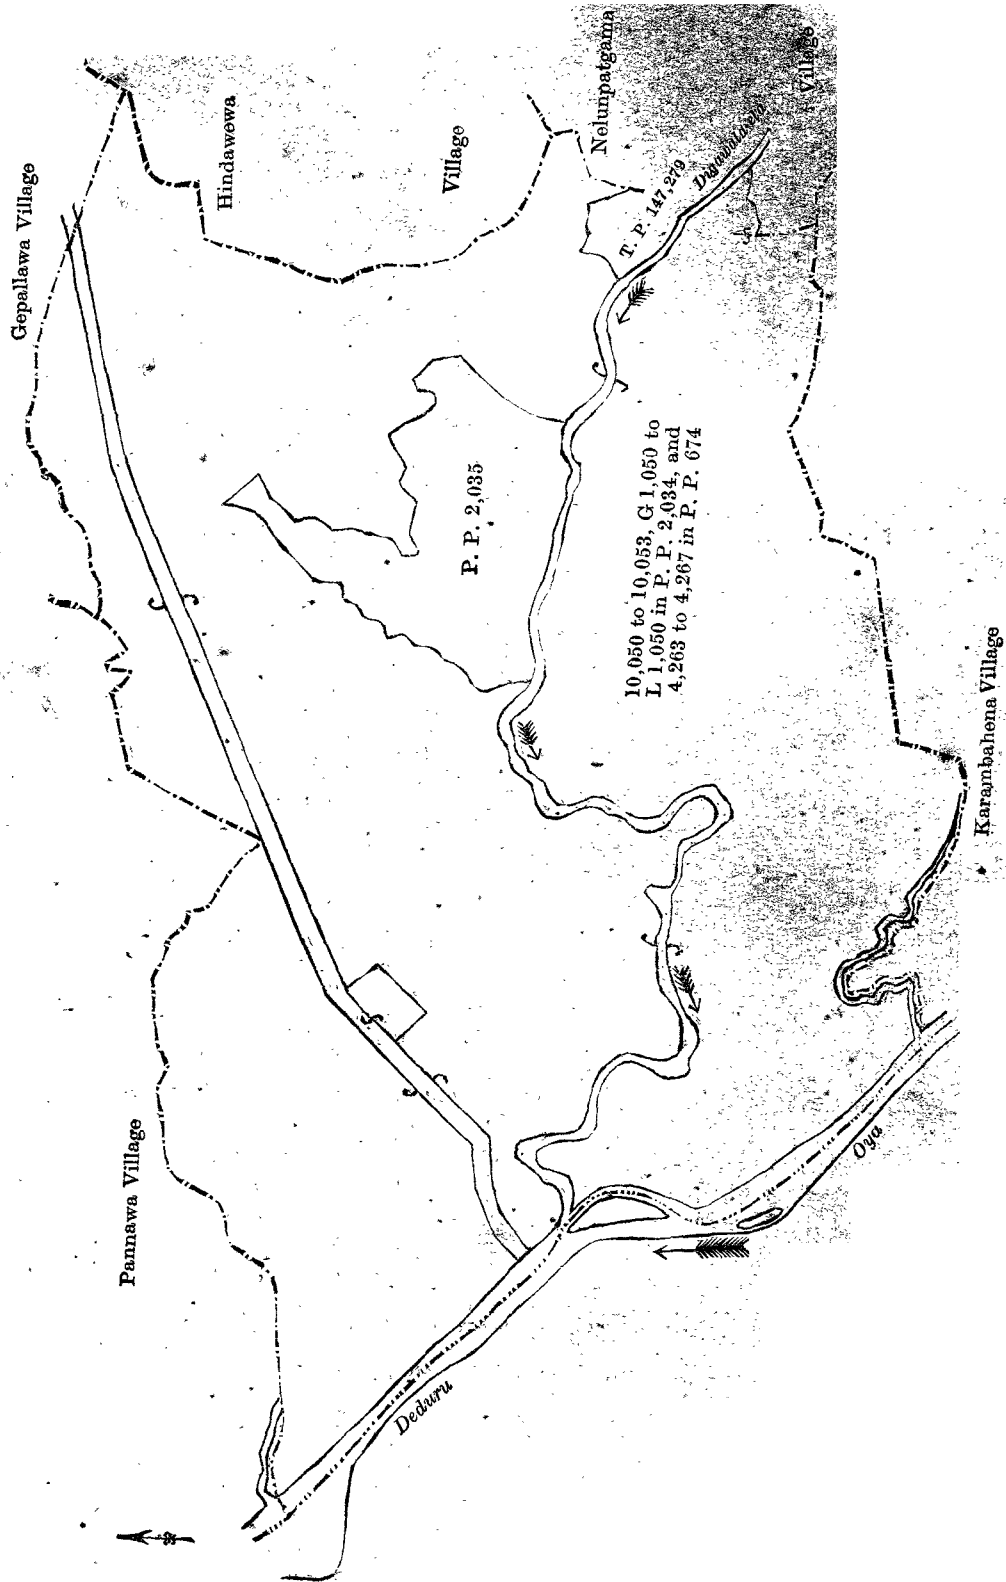 Gepallawa Village
Hindawewa
Village
Nelunpatgama
Village
T. P. 147,279
P. P. 2,035
10,050 to 10,053, G 1,050 to
L 1,050 in P. P. 2,034, and
4,263 to 4,267 in P. P. 674
Pannawa Village
Karambahena Village
Deduru
Oya